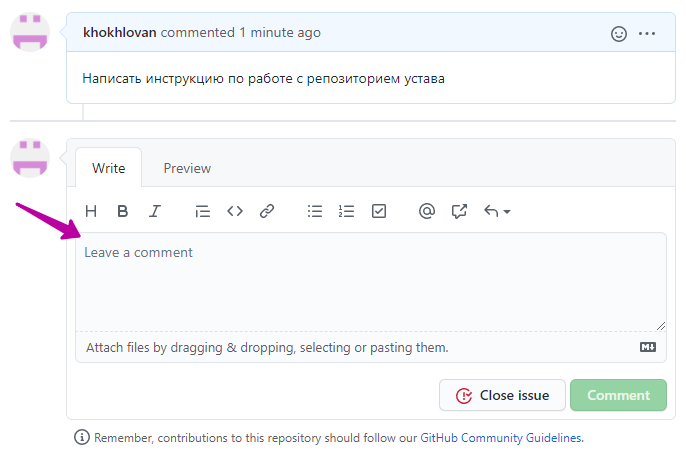 khokhlovan commented 1 minute ago
Написать инструкцию по работе с репозиторием устава
Write Preview
Leave a comment
Attach files by dragging & dropping, selecting or pasting them.
Close issue Comment
Remember, contributions to this repository should follow our GitHub Community Guidelines.